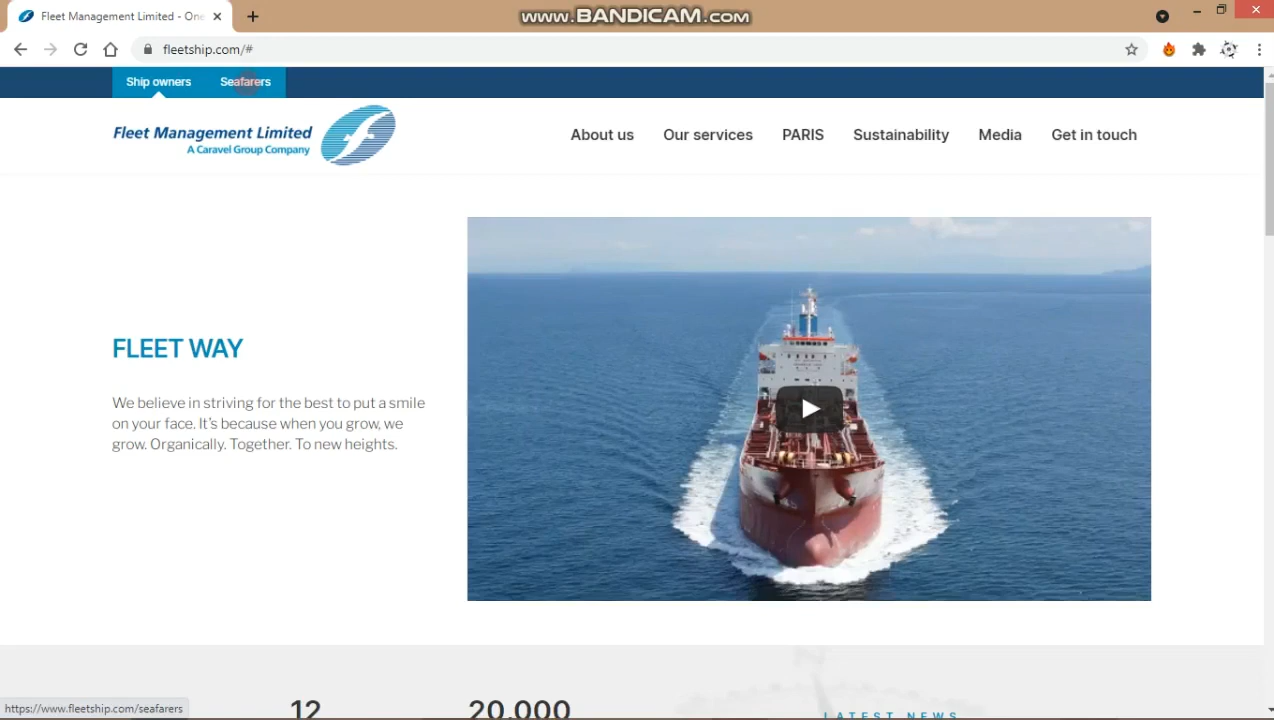 www.BANDICAM.com
Fleet Management Limited - One
fleetship.com/#
Ship owners
Seafarers
Fleet Management Limited
A Caravel Group Company
About us
Our services
PARIS
Sustainability
Media
Get in touch
FLEET WAY
We believe in striving for the best to put a smile
on your face. It's because when you grow, we
grow. Organically. Together. To new heights.
12
20,000
LATEST NEWS
https://www.fleetship.com/seafarers